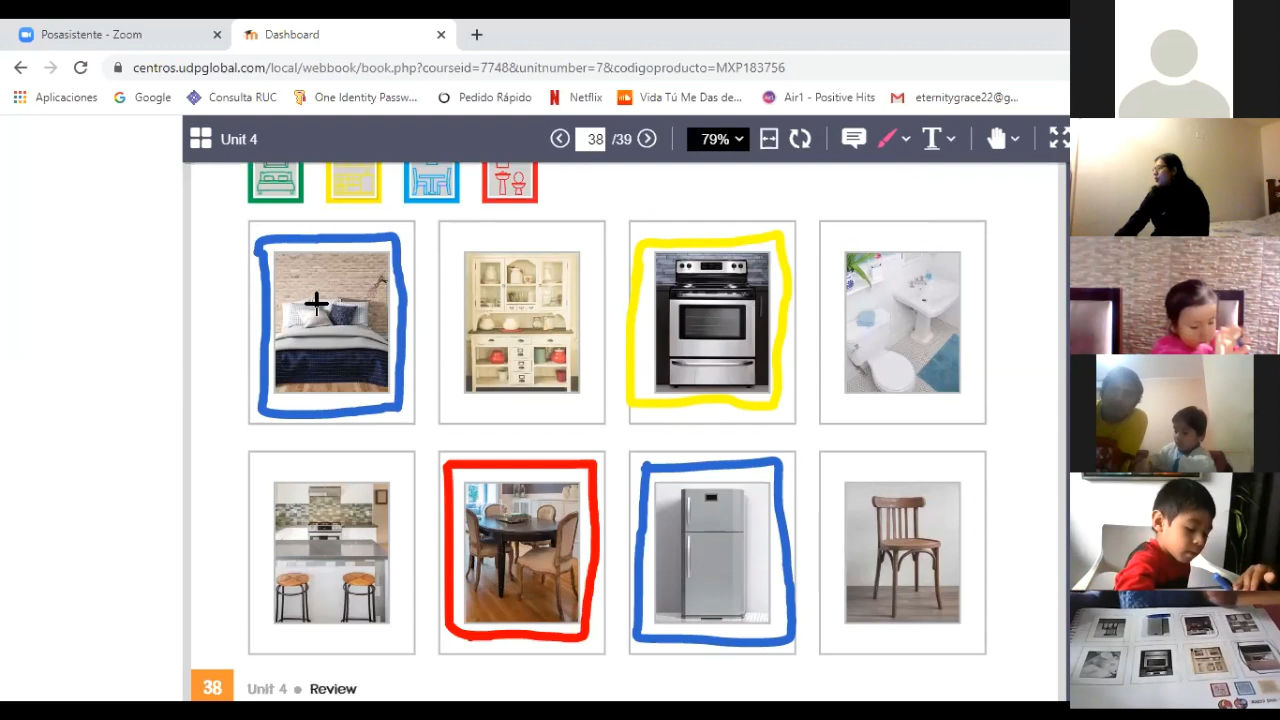 Posasistente - Zoom
Dashboard
centros.udpglobal.com/local/webbook/book.php?courseid=7748&unitnumber=7&codigoproducto=MXP183756
Aplicaciones Google Consulta RUC One Identity Passw... Pedido Rápido Netflix Vida Tú Me Das de... Air1 - Positive Hits eternitygrace22@g...
Unit 4 38 /39 79%
38 Unit 4 Review